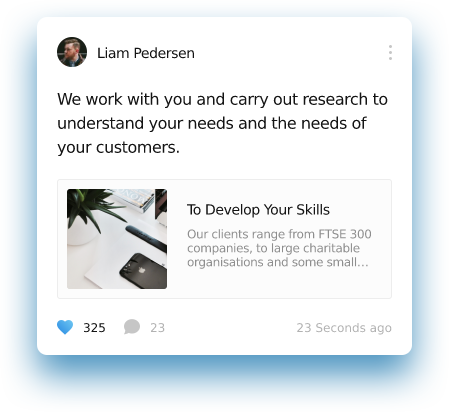 Liam Pedersen
We work with you and carry out research to
understand your needs and the needs of
your customers.
To Develop Your Skills
Our clients range from FTSE 300
companies, to large charitable
organisations and some small...
325 23 23 Seconds ago